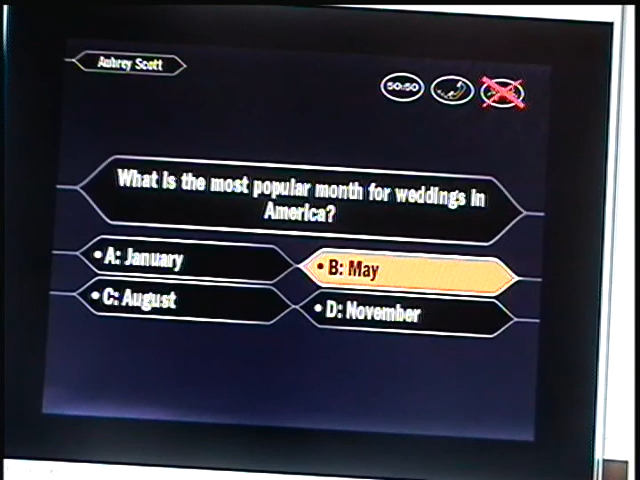 Aubrey Scott
50:50
What is the most popular month for weddings in
America?
• A: January
• B: May
• C: August
• D: November